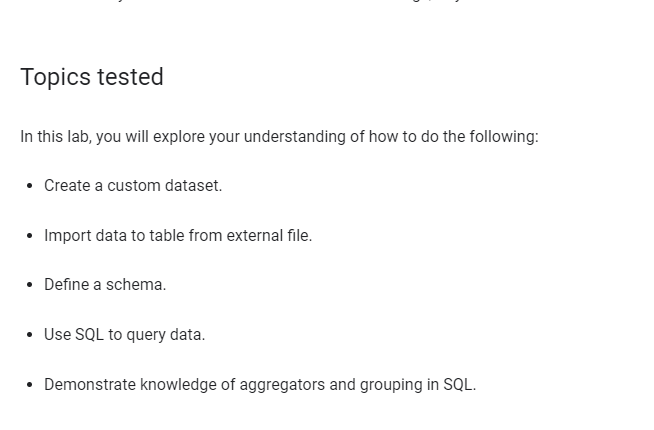 Topics tested
In this lab, you will explore your understanding of how to do the following:
• Create a custom dataset.
• Import data to table from external file.
• Define a schema.
• Use SQL to query data.
• Demonstrate knowledge of aggregators and grouping in SQL.